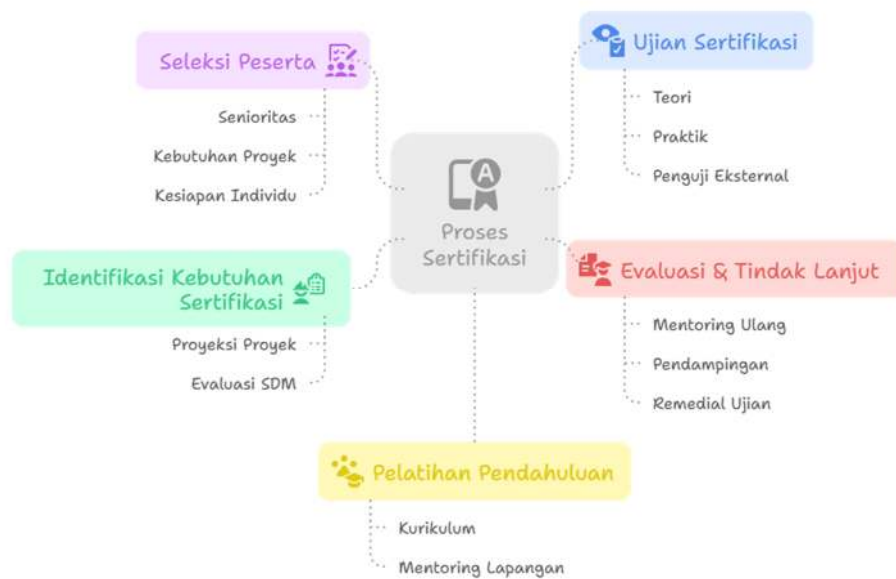 Seleksi Peserta
Senioritas
Kebutuhan Proyek
Kesiapan Individu
Ujian Sertifikasi
Teori
Praktik
Penguji Eksternal
A
Proses
Sertifikasi
Identifikasi Kebutuhan
Sertifikasi
Proyeksi Proyek
Evaluasi SDM
Evaluasi & Tindak Lanjut
Mentoring Ulang
Pendampingan
Remedial Ujian
Pelatihan Pendahuluan
Kurikulum
Mentoring Lapangan